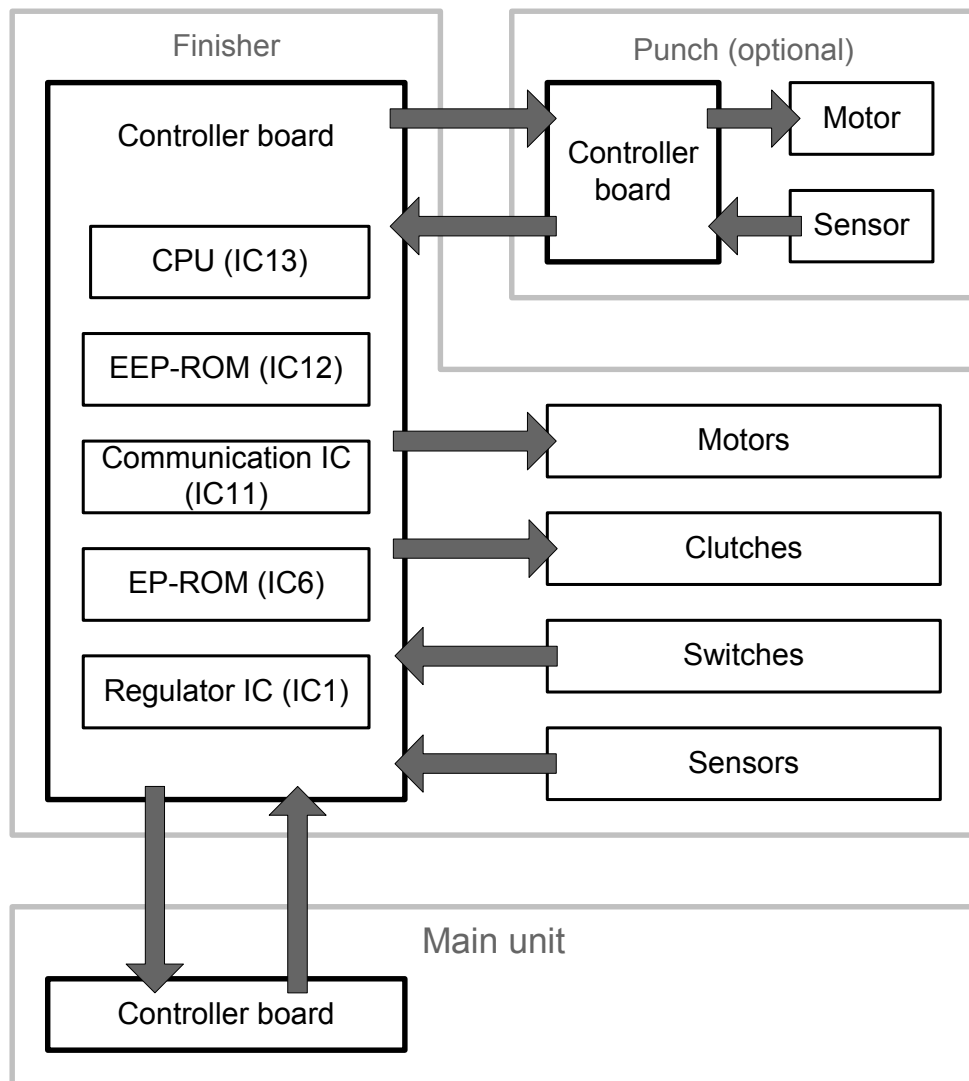 Finisher
Controller board
CPU (IC13)
EEP-ROM (IC12)
Communication IC
(IC11)
EP-ROM (IC6)
Regulator IC (IC1)
Punch (optional)
Controller
board
Motor
Sensor
Motors
Clutches
Switches
Sensors
Main unit
Controller board